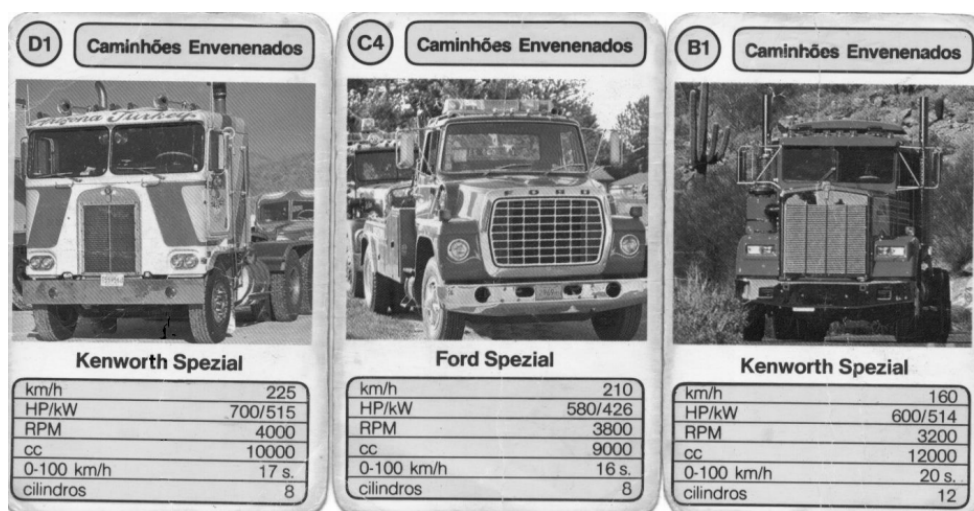 D1 Caminhões Envenenados
Arizona Turkey
Kenworth Spezial
km/h 225
HP/kW 700/515
RPM 4000
cc 10000
0-100 km/h 17 s.
cilindros 8
C4 Caminhões Envenenados
FORD
Ford Spezial
km/h 210
HP/kW 580/426
RPM 3800
cc 9000
0-100 km/h 16 s.
cilindros 8
B1 Caminhões Envenenados
Kenworth Spezial
km/h 160
HP/kW 600/514
RPM 3200
cc 12000
0-100 km/h 20 s.
cilindros 12